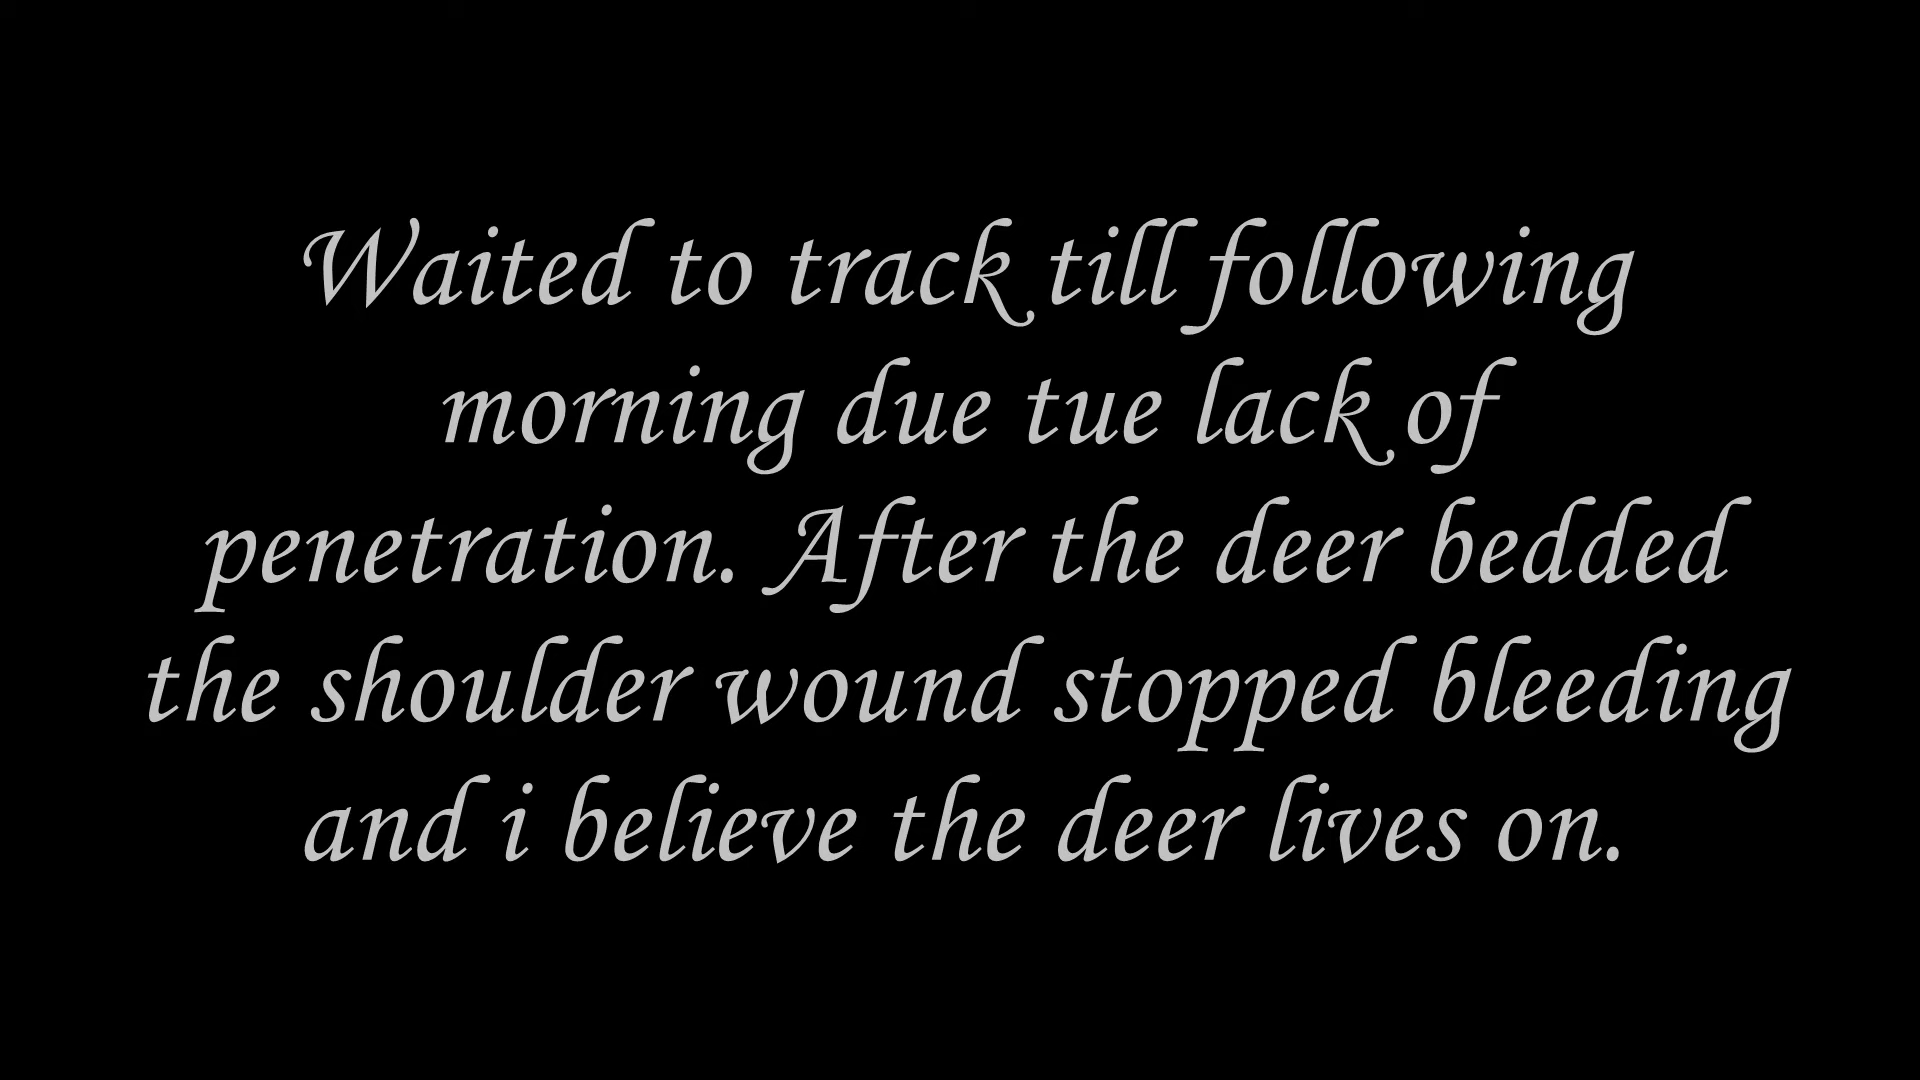 Waited to track till following
morning due tue lack of
penetration. After the deer bedded
the shoulder wound stopped bleeding
and i believe the deer lives on.